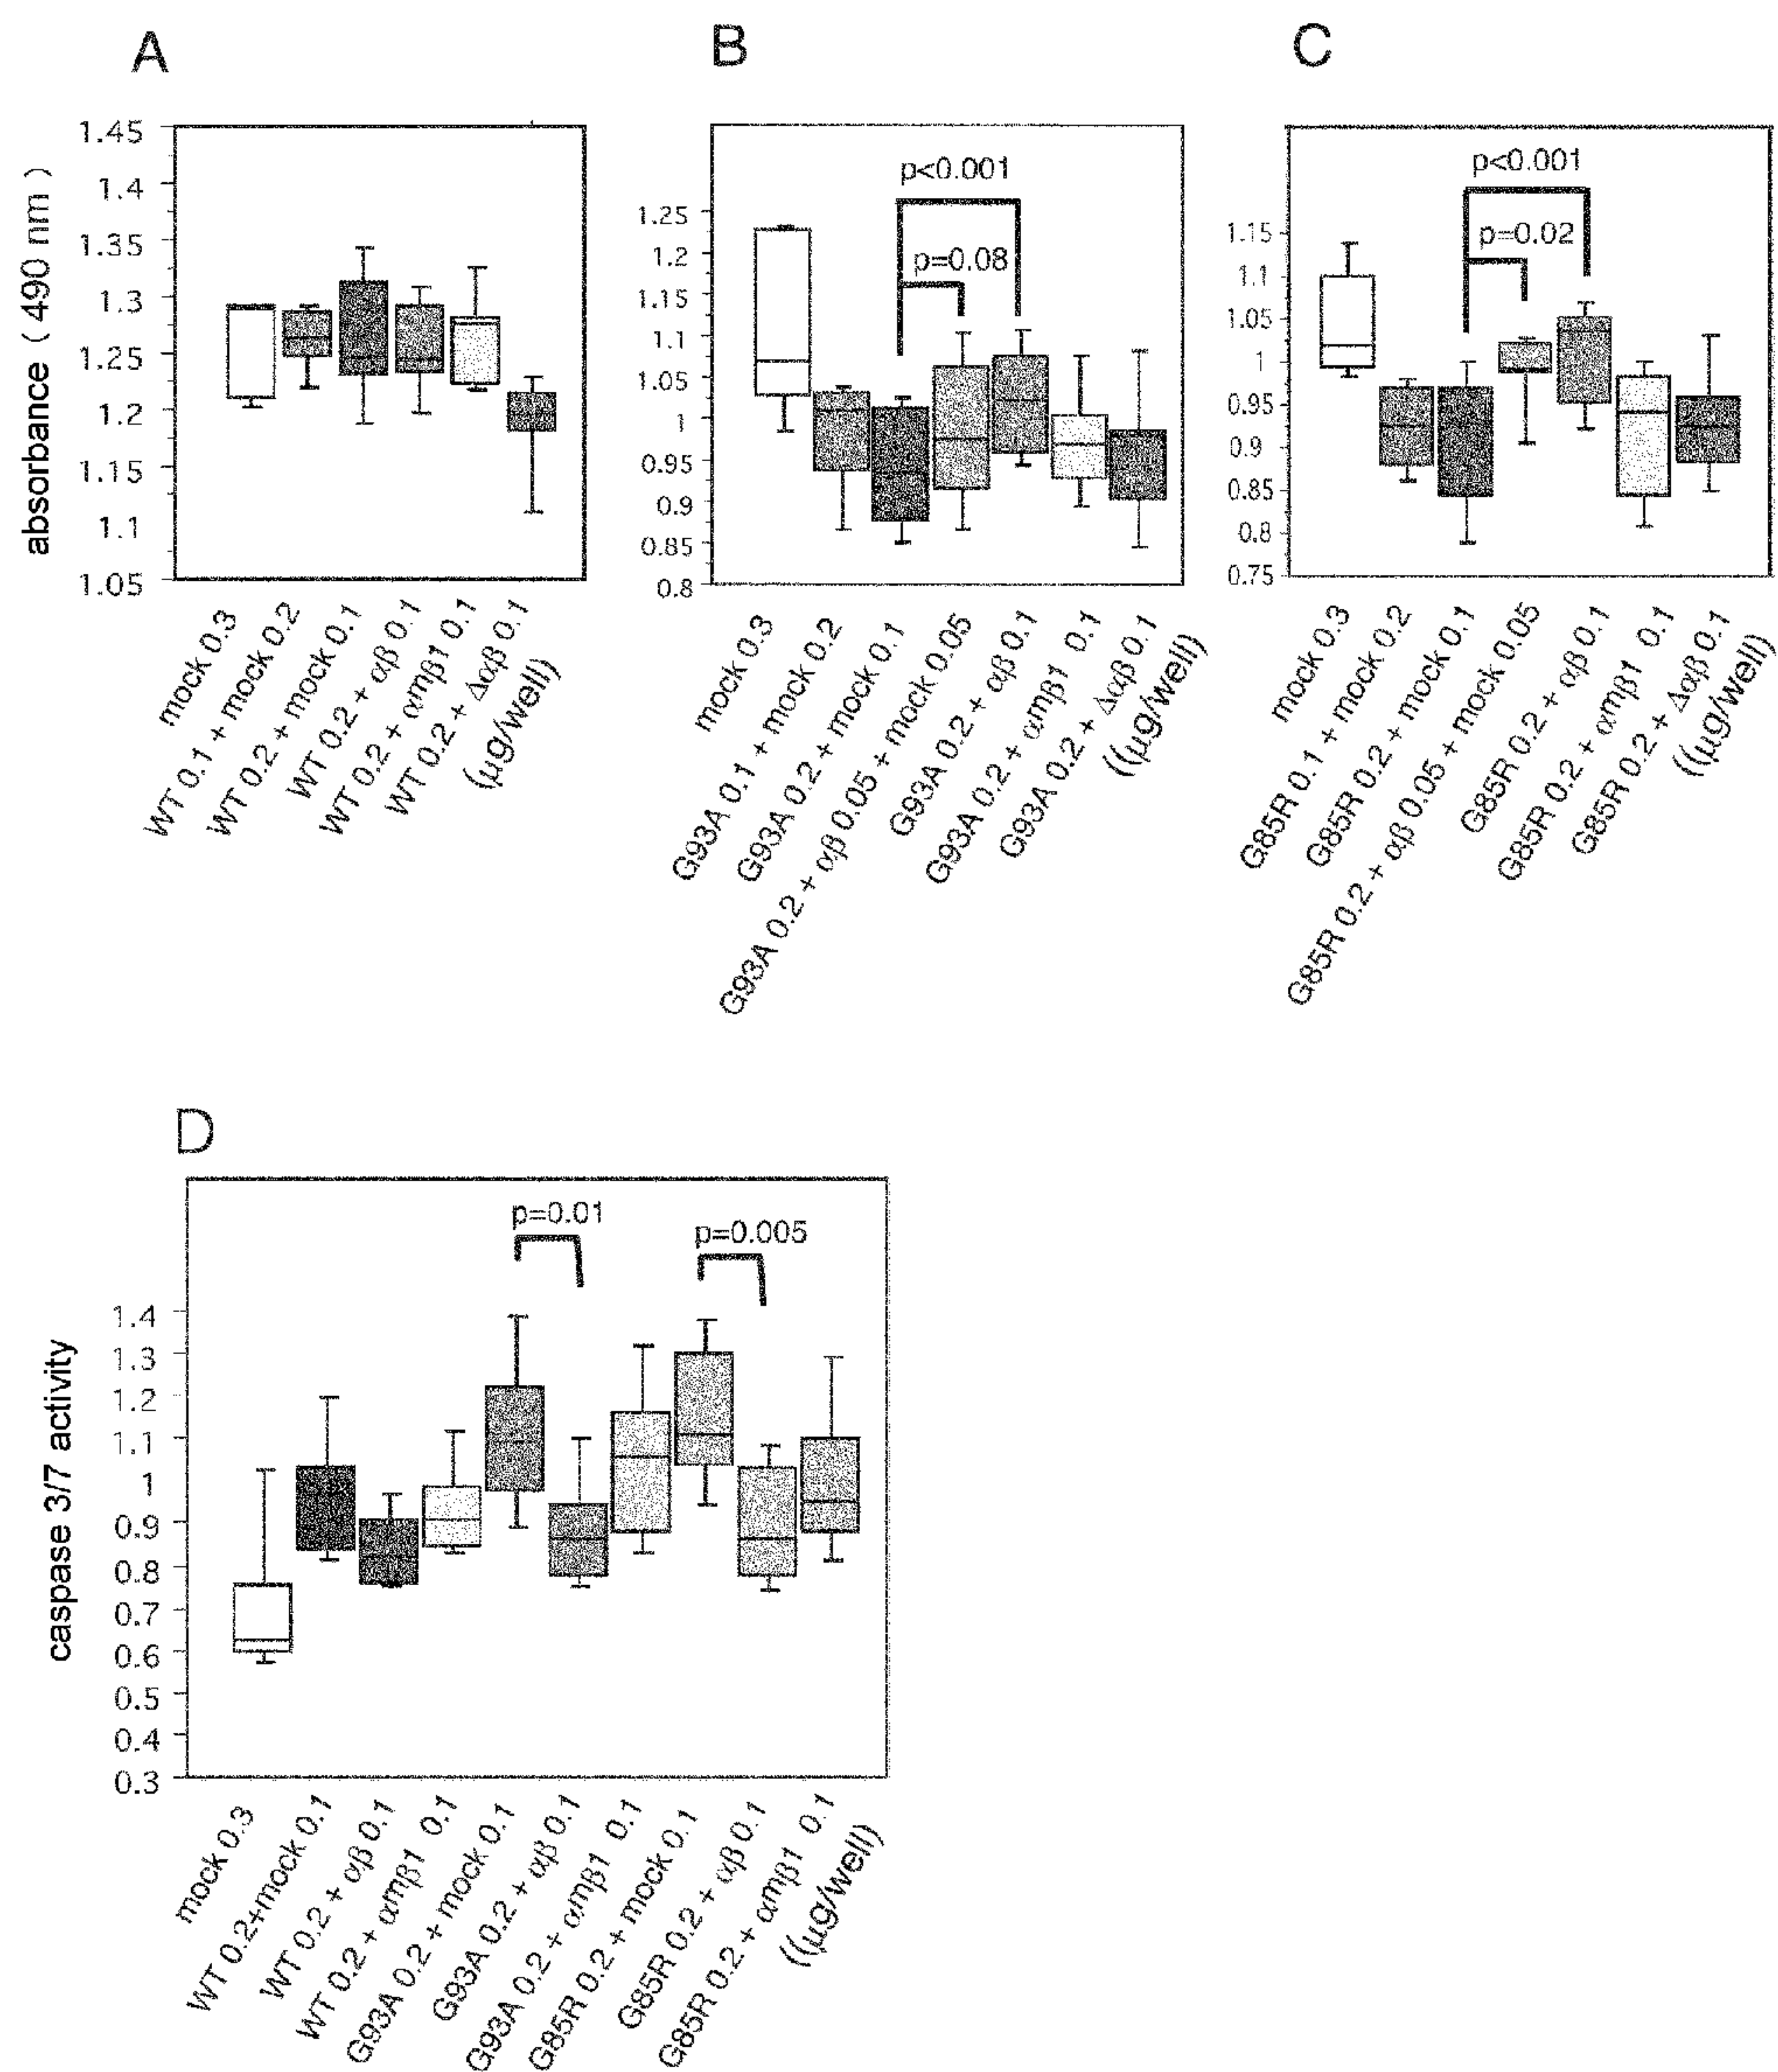 A
absorbance ( 490 nm )
1.45
1.4
1.35
1.3
1.25
1.2
1.15
1.1
1.05
mock 0.3
WT 0.1 + mock 0.2
WT 0.2 + mock 0.1
WT 0.2 + αβ 0.1
WT 0.2 + αmβ1 0.1
WT 0.2 + Δαβ 0.1
(μg/well)
B
p<0.001
p=0.08
1.25
1.2
1.15
1.1
1.05
1
0.95
0.9
0.85
0.8
mock 0.3
G93A 0.1 + mock 0.2
G93A 0.2 + mock 0.1
G93A 0.2 + αβ 0.05 + mock 0.05
G93A 0.2 + αβ 0.1
G93A 0.2 + αmβ1 0.1
G93A 0.2 + Δαβ 0.1
((μg/well)
C
p<0.001
p=0.02
1.15
1.1
1.05
1
0.95
0.9
0.85
0.8
0.75
mock 0.3
G85R 0.1 + mock 0.2
G85R 0.2 + mock 0.1
G85R 0.2 + αβ 0.05 + mock 0.05
G85R 0.2 + αβ 0.1
G85R 0.2 + αmβ1 0.1
G85R 0.2 + Δαβ 0.1
((μg/well)
D
p=0.01
p=0.005
caspase 3/7 activity
1.4
1.3
1.2
1.1
1
0.9
0.8
0.7
0.6
0.5
0.4
0.3
mock 0.3
WT 0.2+mock 0.1
WT 0.2 + αβ 0.1
WT 0.2 + αmβ1 0.1
G93A 0.2 + mock 0.1
G93A 0.2 + αβ 0.1
G93A 0.2 + αmβ1 0.1
G85R 0.2 + mock 0.1
G85R 0.2 + αβ 0.1
G85R 0.2 + αmβ1 0.1
((μg/well)